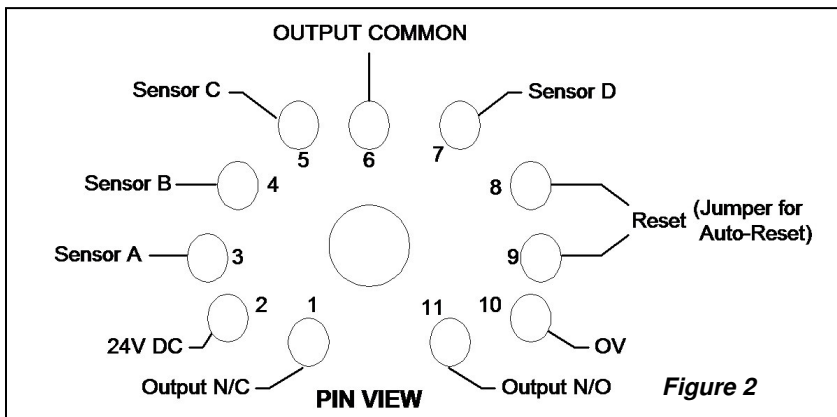 OUTPUT COMMON
Sensor C
Sensor D
5
6
7
Sensor B
4
8
Reset (Jumper for
Auto-Reset)
Sensor A
3
9
2
1
11
10
24V DC
OV
Output N/C
PIN VIEW
Output N/O
Figure 2